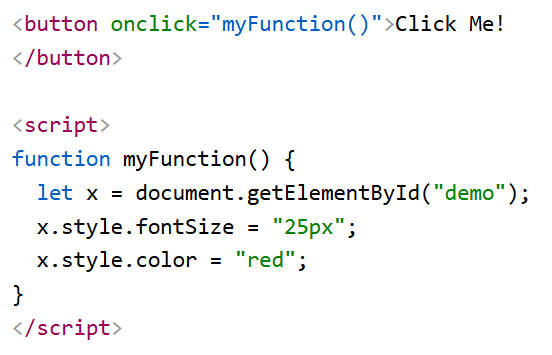 <button onclick="myFunction()">Click Me!
</button>
<script>
function myFunction() {
let x = document.getElementById("demo");
x.style.fontSize = "25px";
x.style.color = "red";
}
</script>